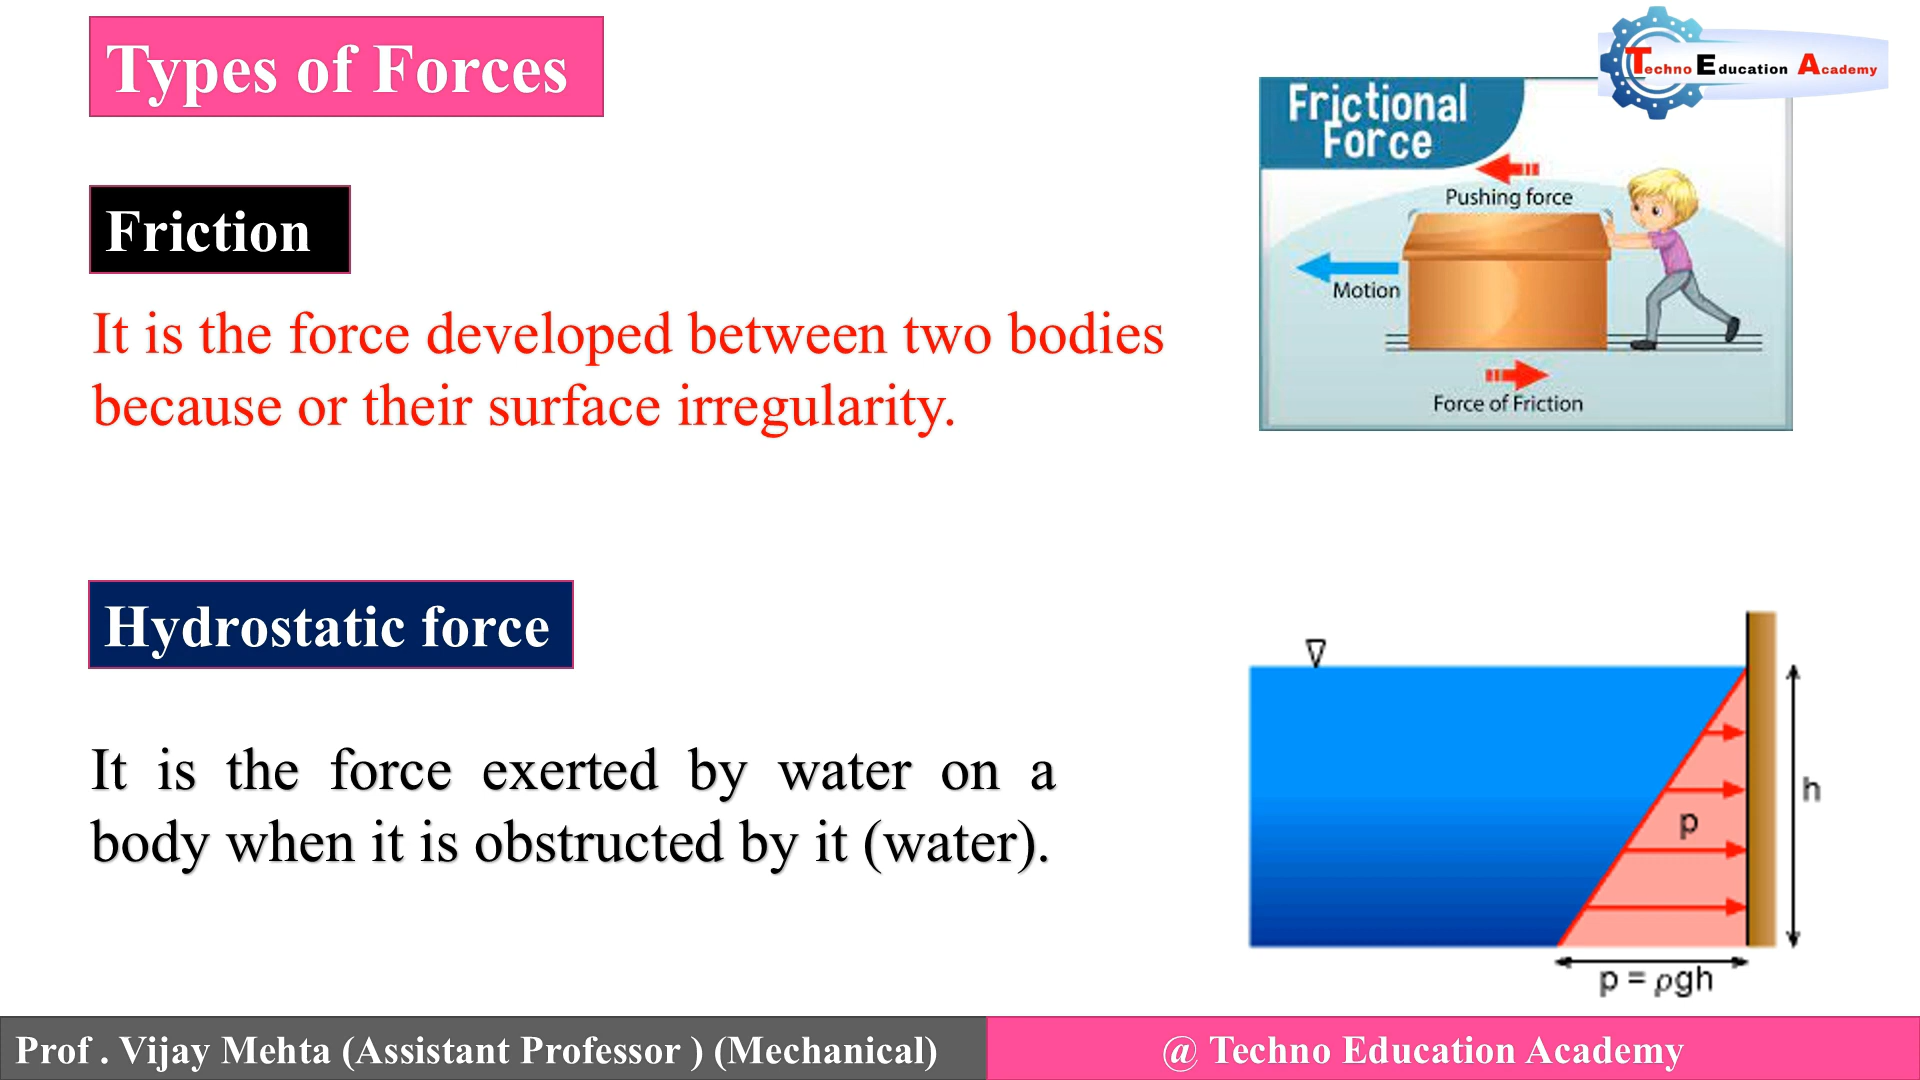 Types of Forces
Techno Education Academy
Frictional
Force
Pushing force
Motion
Force of Friction
Friction
It is the force developed between two bodies
because or their surface irregularity.
Hydrostatic force
It is the force exerted by water on a
body when it is obstructed by it (water).
h
p
p = ρgh
Prof . Vijay Mehta (Assistant Professor ) (Mechanical)
@ Techno Education Academy